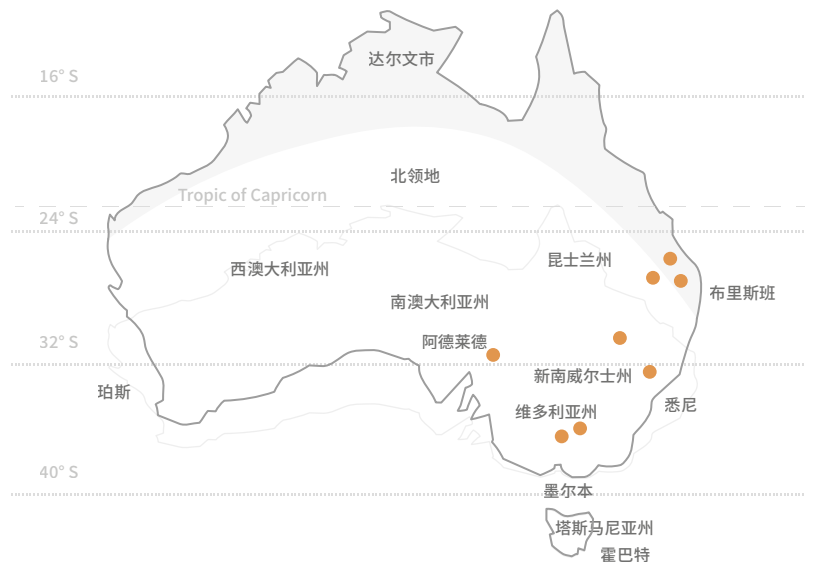 达尔文市
16° S
北领地
Tropic of Capricorn
24° S
昆士兰州
西澳大利亚州
布里斯班
南澳大利亚州
阿德莱德
32° S
新南威尔士州
珀斯
悉尼
维多利亚州
40° S
墨尔本
塔斯马尼亚州
霍巴特